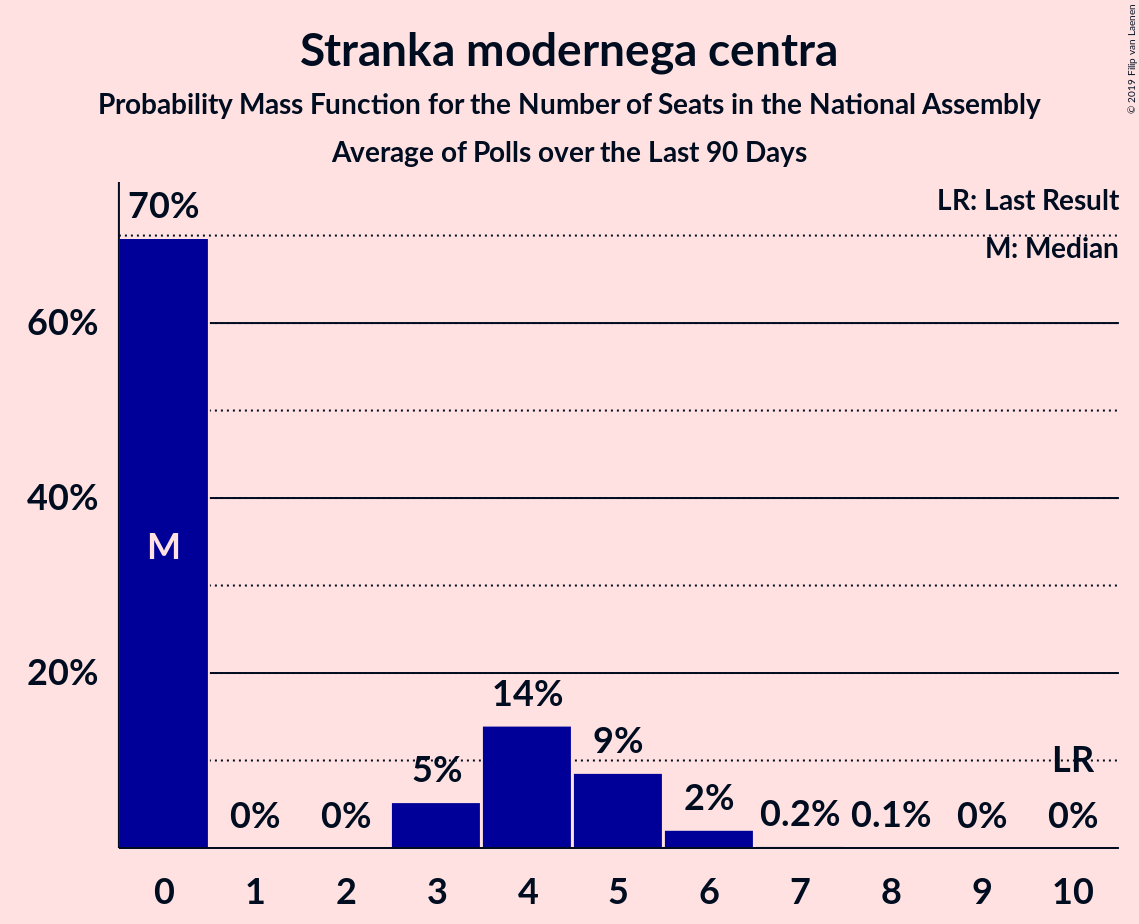 Stranka modernega centra
Probability Mass Function for the Number of Seats in the National Assembly
Average of Polls over the Last 90 Days
© 2019 Filip van Laenen
LR: Last Result
M: Median
70%
60%
40%
20%
M
0%
0%
5%
14%
9%
2%
0.2%
0.1%
0%
0%
LR
0 1 2 3 4 5 6 7 8 9 10